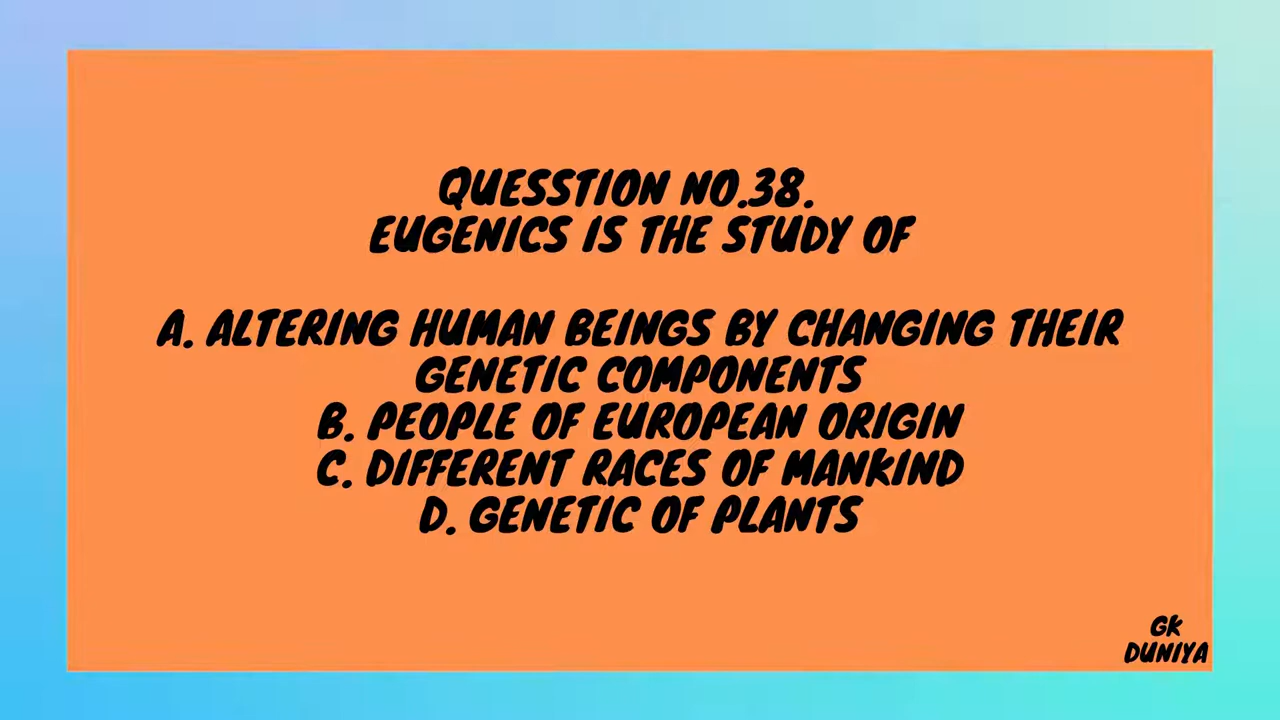 QUESSTION NO.38.
EUGENICS IS THE STUDY OF
A. ALTERING HUMAN BEINGS BY CHANGING THEIR
GENETIC COMPONENTS
B. PEOPLE OF EUROPEAN ORIGIN
C. DIFFERENT RACES OF MANKIND
D. GENETIC OF PLANTS
GK
DUNIYA